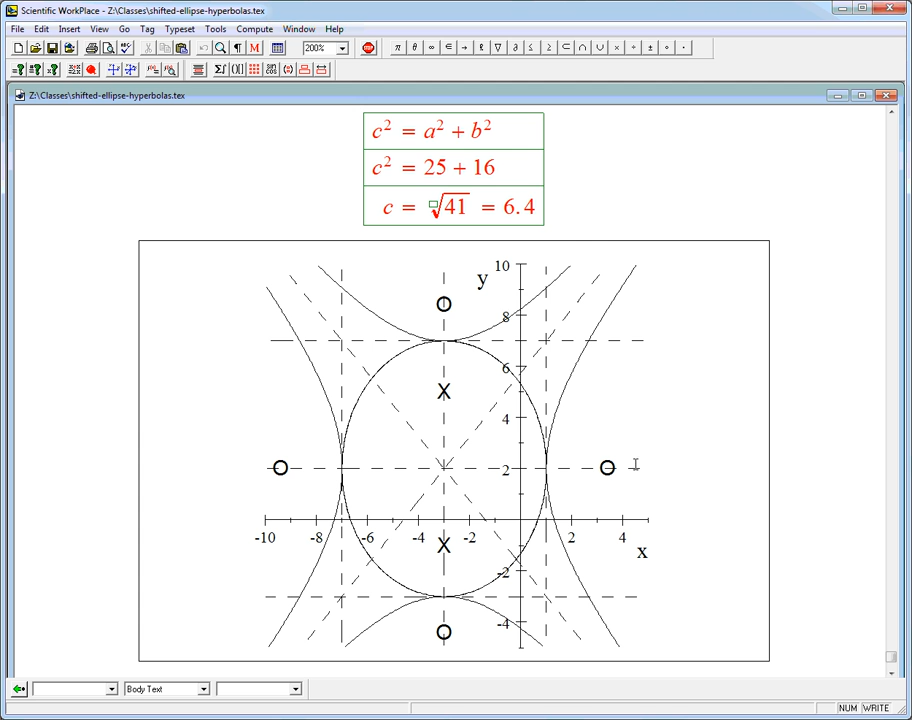 Scientific WorkPlace - Z:\Classes\shifted-ellipse-hyperbolas.tex
File Edit Insert View Go Tag Typeset Tools Compute Window Help
200%
Z:\Classes\shifted-ellipse-hyperbolas.tex
c² = a² + b²
c² = 25 + 16
c = √41 = 6.4
y
10
8
6
4
2
-10 -8 -6 -4 -2 2 4
x
-2
-4
O
X
O O
X
O
Body Text
NUM WRITE